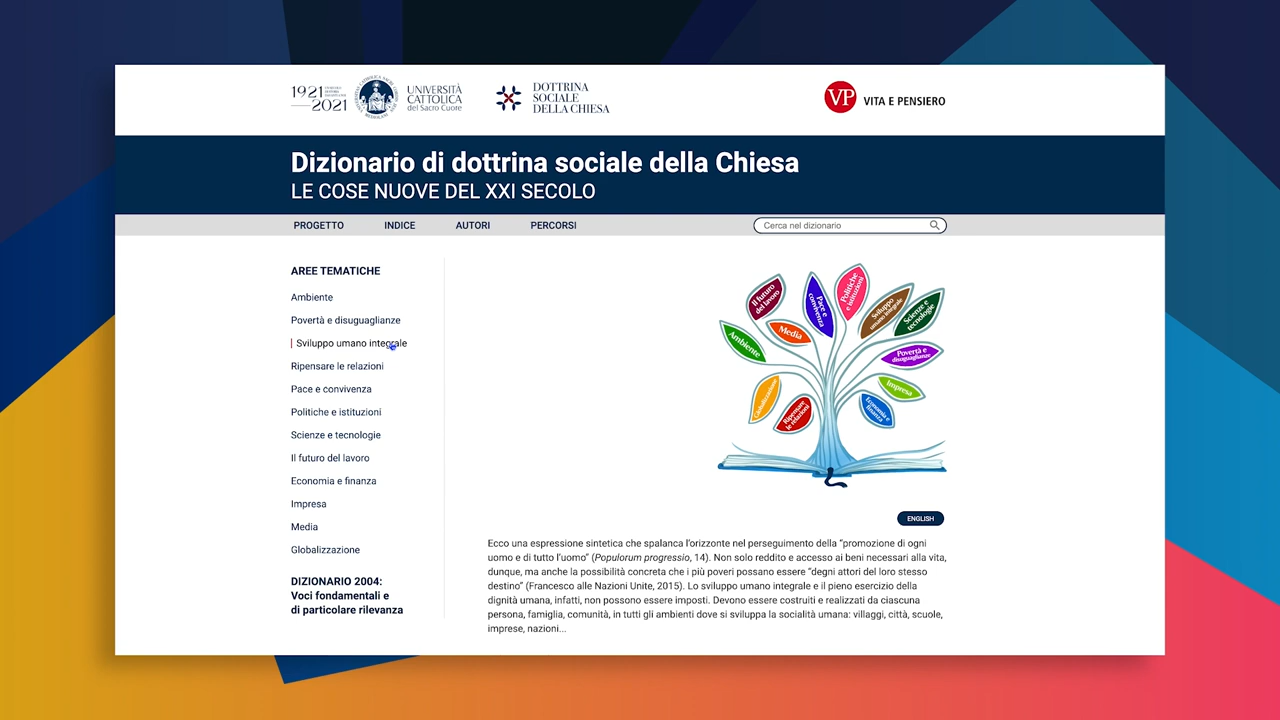 1921
2021
UNIVERSITÀ
CATTOLICA
del Sacro Cuore
DOTTRINA
SOCIALE
DELLA CHIESA
VP VITA E PENSIERO
Dizionario di dottrina sociale della Chiesa
LE COSE NUOVE DEL XXI SECOLO
PROGETTO INDICE AUTORI PERCORSI Cerca nel dizionario
AREE TEMATICHE
Ambiente
Povertà e disuguaglianze
Sviluppo umano integrale
Ripensare le relazioni
Pace e convivenza
Politiche e istituzioni
Scienze e tecnologie
Il futuro del lavoro
Economia e finanza
Impresa
Media
Globalizzazione
DIZIONARIO 2004:
Voci fondamentali e
di particolare rilevanza
Il futuro
del lavoro
Pace e
convivenza
Politiche
e istituzioni
Sviluppo
umano integrale
Scienze e
tecnologie
Ambiente
Media
Povertà e
disuguaglianze
Globalizzazione
Ripensare
le relazioni
Economia e
finanza
Impresa
ENGLISH
Ecco una espressione sintetica che spalanca l'orizzonte nel perseguimento della "promozione di ogni
uomo e di tutto l'uomo" (Populorum progressio, 14). Non solo reddito e accesso ai beni necessari alla vita,
dunque, ma anche la possibilità concreta che i più poveri possano essere "degni attori del loro stesso
destino" (Francesco alle Nazioni Unite, 2015). Lo sviluppo umano integrale e il pieno esercizio della
dignità umana, infatti, non possono essere imposti. Devono essere costruiti e realizzati da ciascuna
persona, famiglia, comunità, in tutti gli ambienti dove si sviluppa la socialità umana: villaggi, città, scuole,
imprese, nazioni...